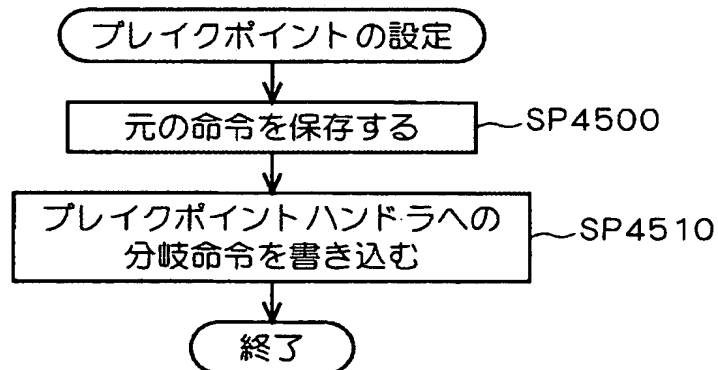 ブレイクポイントの設定
元の命令を保存する
SP4500
ブレイクポイントハンドラへの
分岐命令を書き込む
SP4510
終了